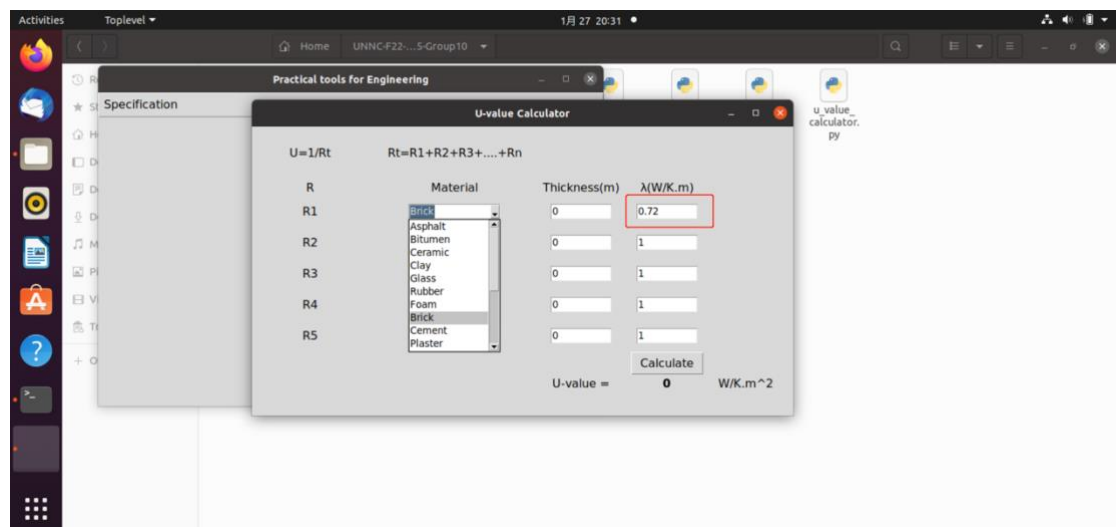 Activities Toplevel 1月 27 20:31
Home UNNC-F22-...S-Group10
Practical tools for Engineering
Specification
U-value Calculator
u_value_
calculator.
py
U=1/Rt Rt=R1+R2+R3+....+Rn
R Material Thickness(m) λ(W/K.m)
R1 Brick 0 0.72
Asphalt
R2 Bitumen 0 1
Ceramic
Clay
R3 Glass 0 1
Rubber
R4 Foam 0 1
Brick
R5 Cement 0 1
Plaster
Calculate
U-value = 0 W/K.m^2